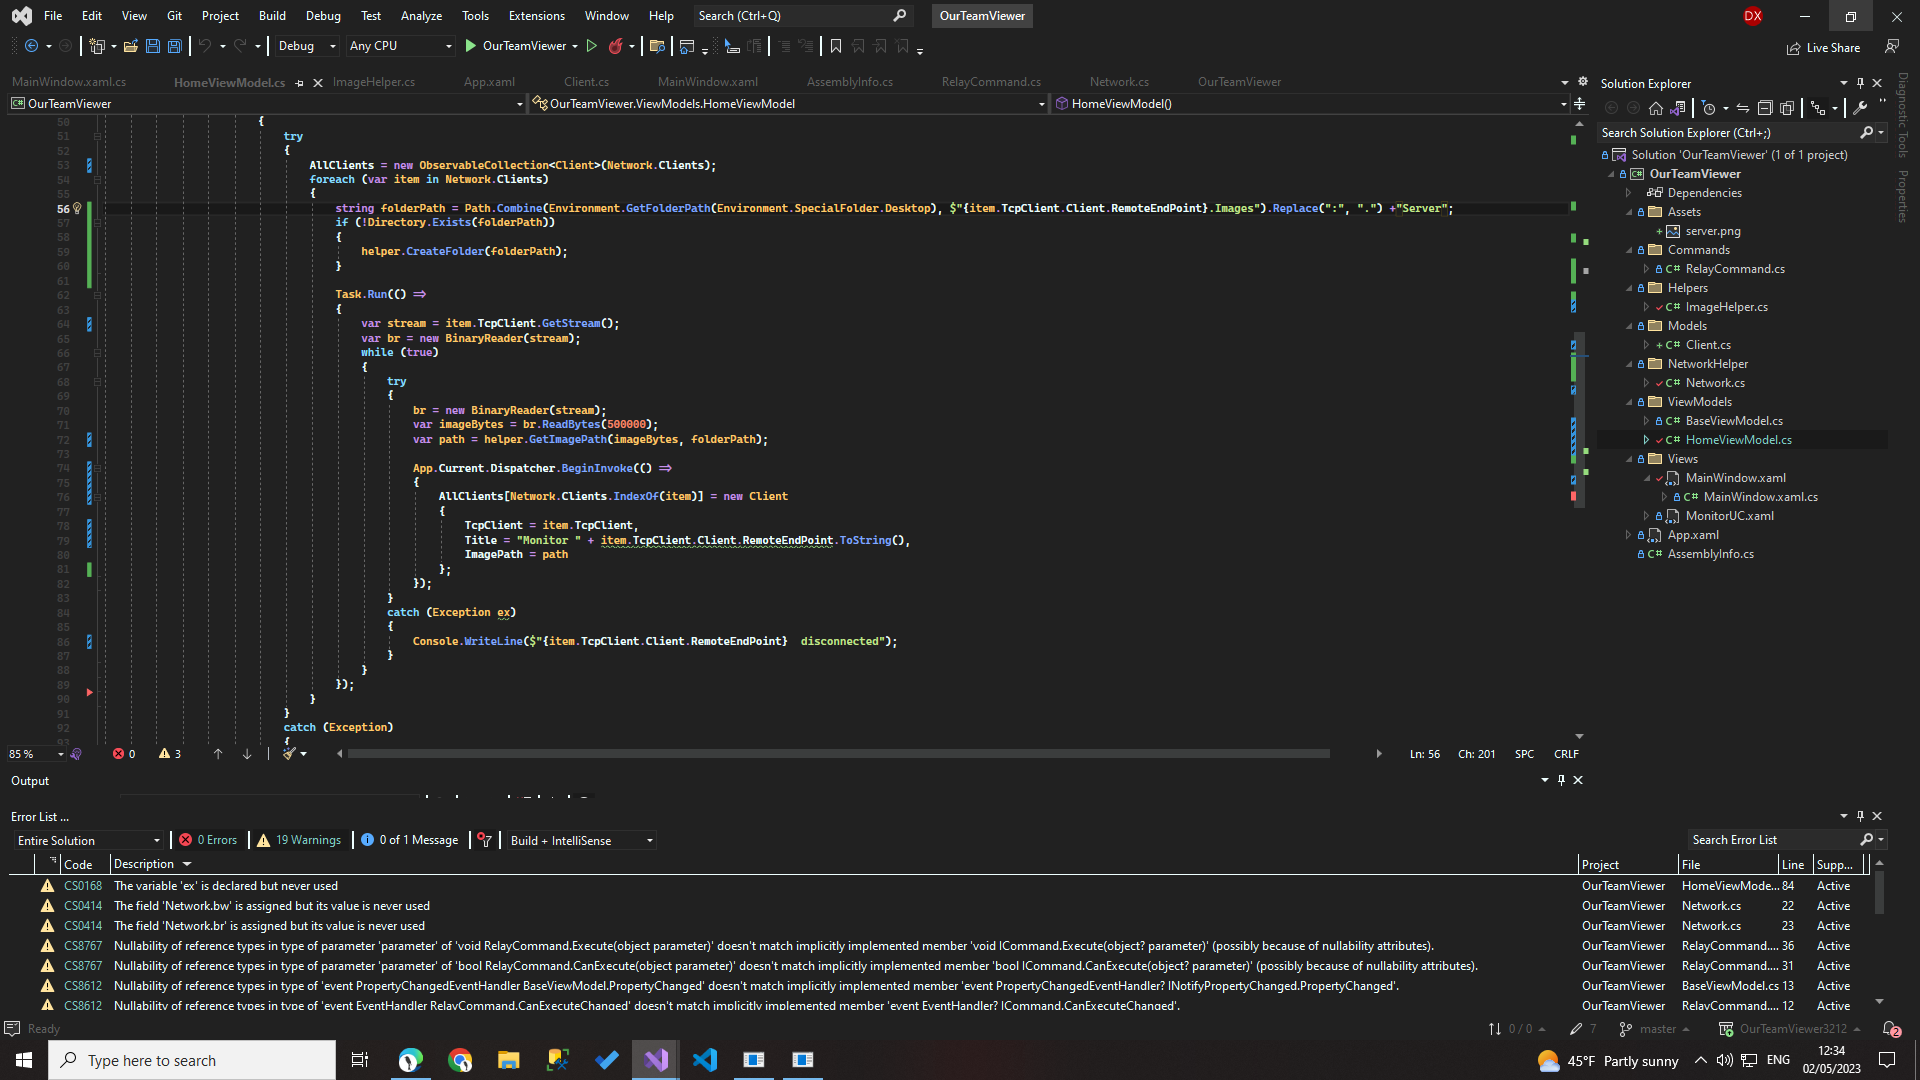 File Edit View Git Project Build Debug Test Analyze Tools Extensions Window Help Search (Ctrl+Q) OurTeamViewer DX
Debug Any CPU OurTeamViewer Live Share
MainWindow.xaml.cs HomeViewModel.cs ImageHelper.cs App.xaml Client.cs MainWindow.xaml AssemblyInfo.cs RelayCommand.cs Network.cs OurTeamViewer
OurTeamViewer OurTeamViewer.ViewModels.HomeViewModel HomeViewModel()
50 {
51 try
52 {
53 AllClients = new ObservableCollection<Client>(Network.Clients);
54 foreach (var item in Network.Clients)
55 {
56 string folderPath = Path.Combine(Environment.GetFolderPath(Environment.SpecialFolder.Desktop), $"{item.TcpClient.Client.RemoteEndPoint}.Images").Replace(":", ".") +"Server";
57 if (!Directory.Exists(folderPath))
58 {
59 helper.CreateFolder(folderPath);
60 }
61
62 Task.Run(() =>
63 {
64 var stream = item.TcpClient.GetStream();
65 var br = new BinaryReader(stream);
66 while (true)
67 {
68 try
69 {
70 br = new BinaryReader(stream);
71 var imageBytes = br.ReadBytes(500000);
72 var path = helper.GetImagePath(imageBytes, folderPath);
73
74 App.Current.Dispatcher.BeginInvoke(() =>
75 {
76 AllClients[Network.Clients.IndexOf(item)] = new Client
77 {
78 TcpClient = item.TcpClient,
79 Title = "Monitor " + item.TcpClient.Client.RemoteEndPoint.ToString(),
80 ImagePath = path
81 };
82 });
83 }
84 catch (Exception ex)
85 {
86 Console.WriteLine($"{item.TcpClient.Client.RemoteEndPoint}  disconnected");
87 }
88 }
89 });
90 }
91 }
92 catch (Exception)
93 {
85 % 0 3 Ln: 56 Ch: 201 SPC CRLF
Solution Explorer
Search Solution Explorer (Ctrl+;)
Solution 'OurTeamViewer' (1 of 1 project)
OurTeamViewer
Dependencies
Assets
server.png
Commands
C# RelayCommand.cs
Helpers
C# ImageHelper.cs
Models
C# Client.cs
NetworkHelper
C# Network.cs
ViewModels
C# BaseViewModel.cs
C# HomeViewModel.cs
Views
MainWindow.xaml
C# MainWindow.xaml.cs
MonitorUC.xaml
App.xaml
C# AssemblyInfo.cs
Diagnostic Tools
Properties
Output
Error List ...
Entire Solution 0 Errors 19 Warnings 0 of 1 Message Build + IntelliSense Search Error List
Code Description Project File Line Supp...
CS0168 The variable 'ex' is declared but never used OurTeamViewer HomeViewMode... 84 Active
CS0414 The field 'Network.bw' is assigned but its value is never used OurTeamViewer Network.cs 22 Active
CS0414 The field 'Network.br' is assigned but its value is never used OurTeamViewer Network.cs 23 Active
CS8767 Nullability of reference types in type of parameter 'parameter' of 'void RelayCommand.Execute(object parameter)' doesn't match implicitly implemented member 'void ICommand.Execute(object? parameter)' (possibly because of nullability attributes). OurTeamViewer RelayCommand.... 36 Active
CS8767 Nullability of reference types in type of parameter 'parameter' of 'bool RelayCommand.CanExecute(object parameter)' doesn't match implicitly implemented member 'bool ICommand.CanExecute(object? parameter)' (possibly because of nullability attributes). OurTeamViewer RelayCommand.... 31 Active
CS8612 Nullability of reference types in type of 'event PropertyChangedEventHandler BaseViewModel.PropertyChanged' doesn't match implicitly implemented member 'event PropertyChangedEventHandler? INotifyPropertyChanged.PropertyChanged'. OurTeamViewer BaseViewModel.cs 13 Active
CS8612 Nullability of reference types in type of 'event EventHandler RelayCommand.CanExecuteChanged' doesn't match implicitly implemented member 'event EventHandler? ICommand.CanExecuteChanged'. OurTeamViewer RelayCommand.... 12 Active
Ready 0 / 0 7 master OurTeamViewer3212 2
Type here to search 45°F Partly sunny ENG 12:34
02/05/2023